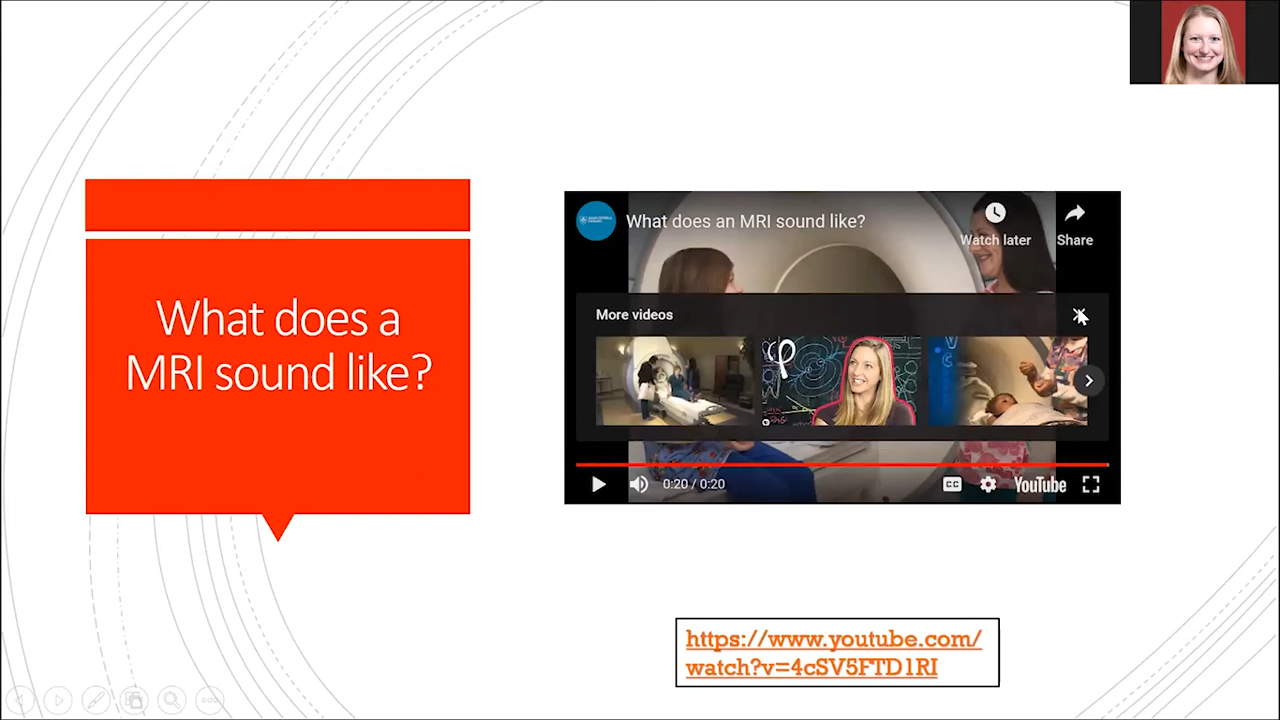 What does a
MRI sound like?
What does an MRI sound like?
Watch later
Share
More videos
0:20 / 0:20
CC
YouTube
https://www.youtube.com/
watch?v=4cSV5FTD1RI